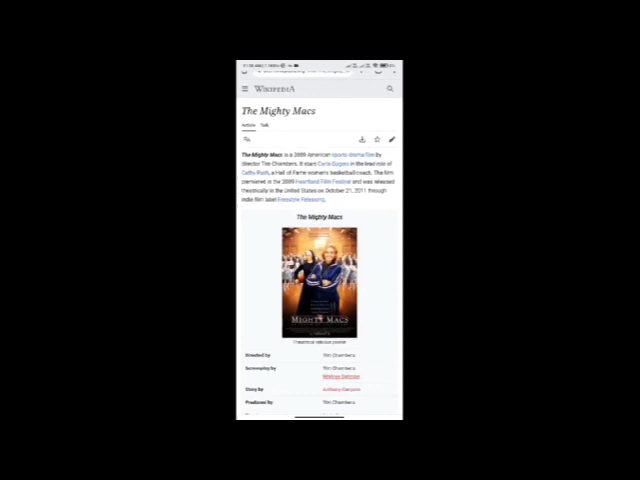 WIKIPEDIA
The Mighty Macs
Article Talk
The Mighty Macs is a 2009 American sports drama film by
director Tim Chambers. It stars Carla Gugino in the lead role of
Cathy Rush, a Hall of Fame women's basketball coach. The film
premiered in the 2009 Heartland Film Festival and was released
theatrically in the United States on October 21, 2011 through
indie film label Freestyle Releasing.
The Mighty Macs
MIGHTY MACS
Theatrical release poster
Directed by Tim Chambers
Screenplay by Tim Chambers
Story by Anthony Gargano
Produced by Tim Chambers